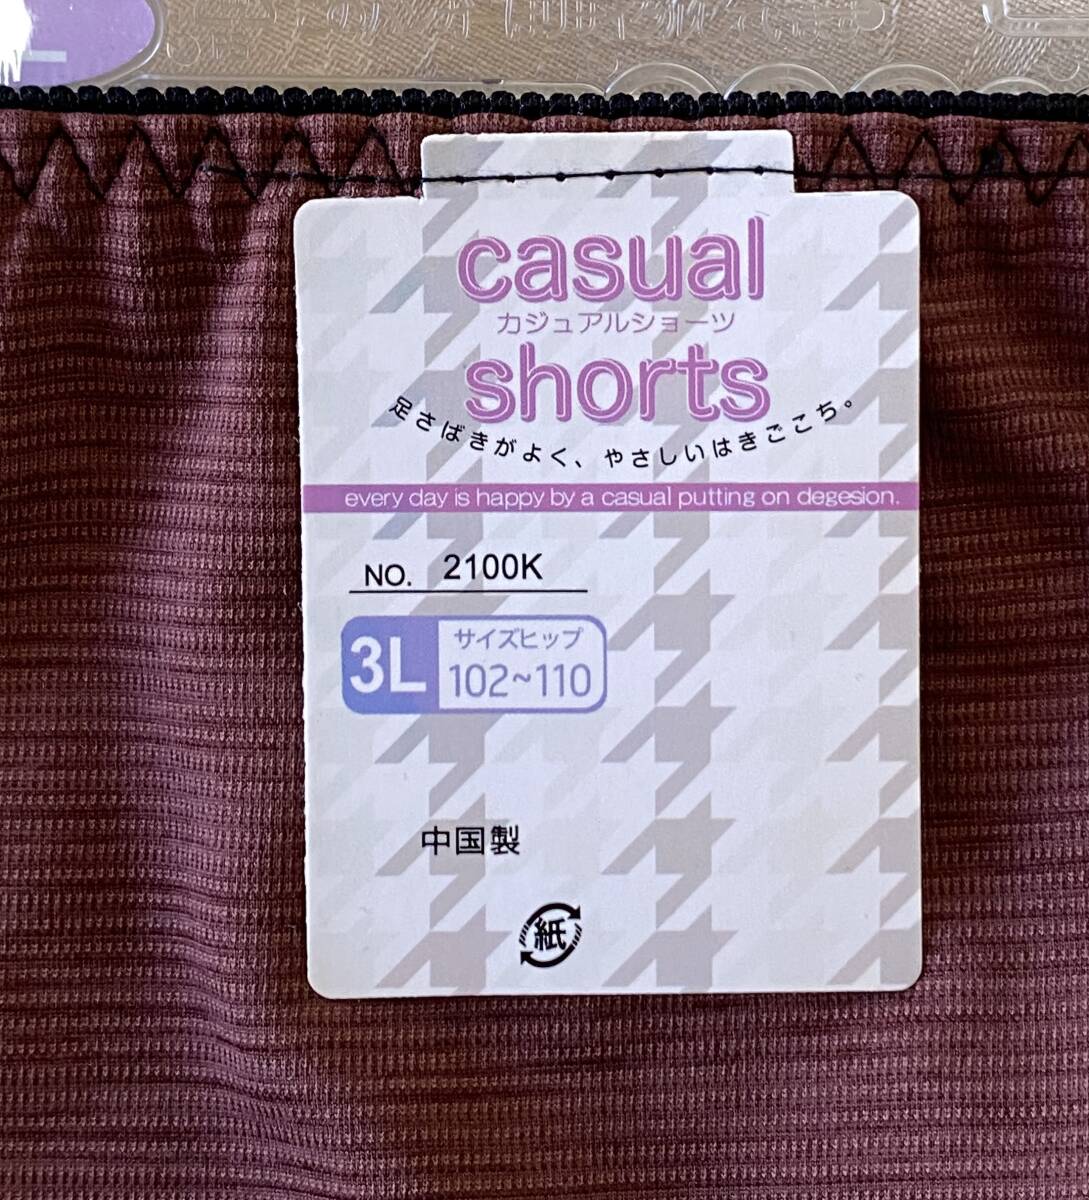 casual
カジュアルショーツ
shorts
足さばきがよく、やさしいはきごこち。
every day is happy by a casual putting on degesion.
NO. 2100K
3L
サイズヒップ
102~110
中国製
紙